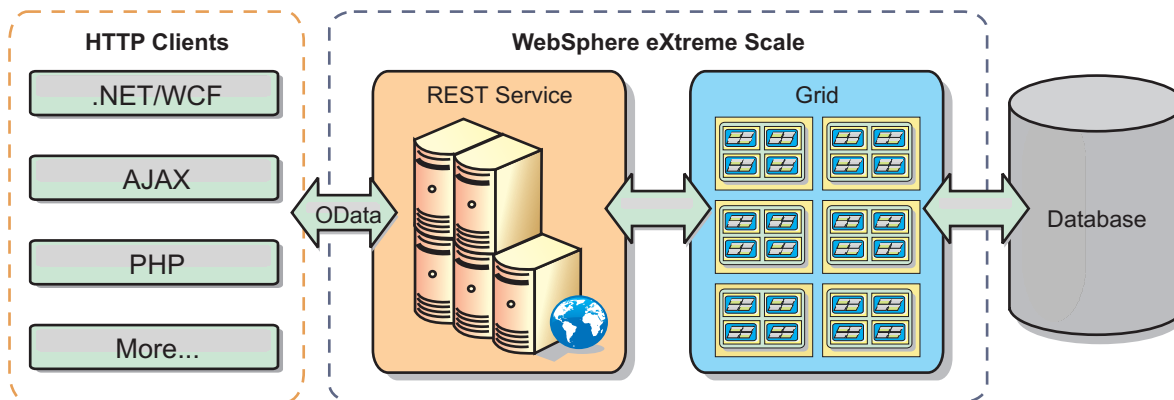 HTTP Clients
.NET/WCF
AJAX
PHP
More...
OData
WebSphere eXtreme Scale
REST Service
Grid
Database